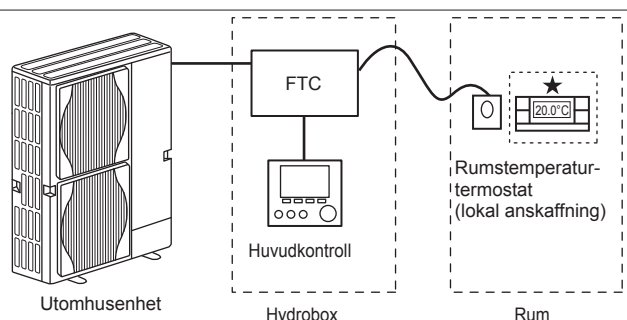 FTC
20.0°C
Rumstemperatur-
termostat
(lokal anskaffning)
Huvudkontroll
Utomhusenhet
Hydrobox
Rum